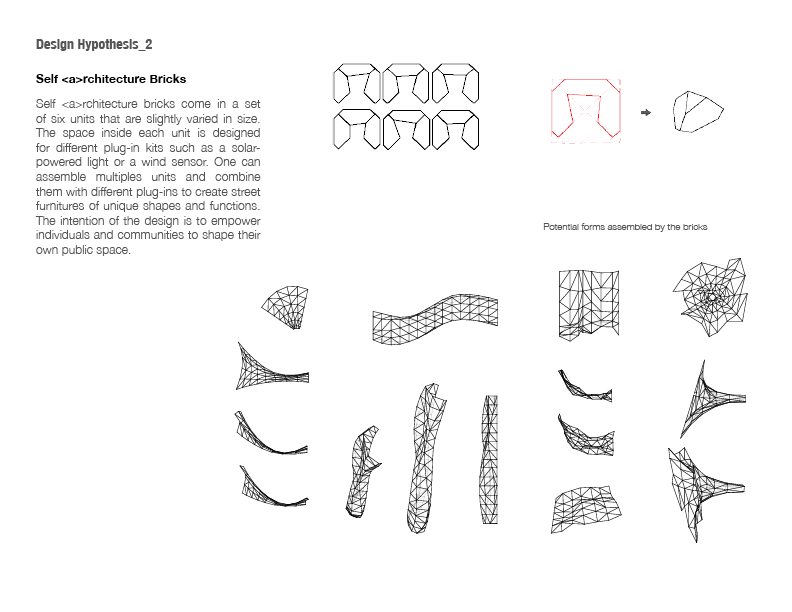 Design Hypothesis_2
Self <a>rchitecture Bricks
Self <a>rchitecture bricks come in a set
of six units that are slightly varied in size.
The space inside each unit is designed
for different plug-in kits such as a solar-
powered light or a wind sensor. One can
assemble multiples units and combine
them with different plug-ins to create street
furnitures of unique shapes and functions.
The intention of the design is to empower
individuals and communities to shape their
own public space.
Potential forms assembled by the bricks